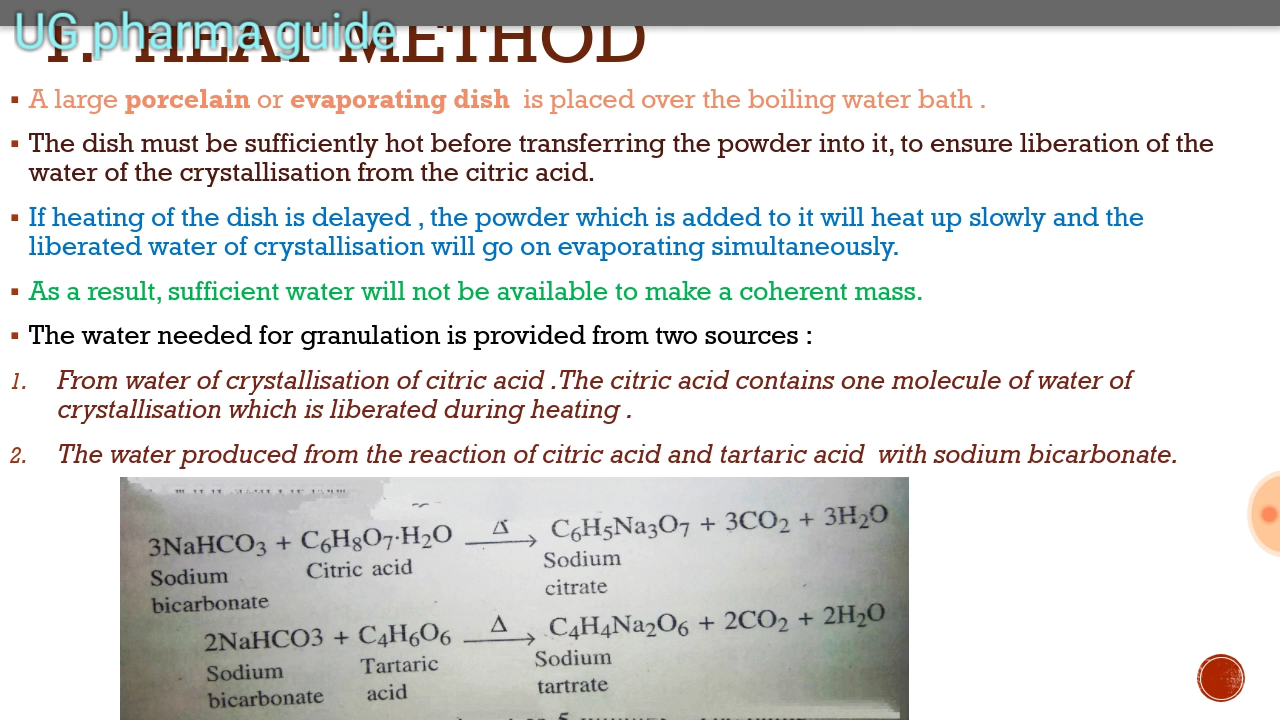 UG pharma guide
1. HEAT METHOD
▪ A large porcelain or evaporating dish is placed over the boiling water bath .
▪ The dish must be sufficiently hot before transferring the powder into it, to ensure liberation of the
water of the crystallisation from the citric acid.
▪ If heating of the dish is delayed , the powder which is added to it will heat up slowly and the
liberated water of crystallisation will go on evaporating simultaneously.
▪ As a result, sufficient water will not be available to make a coherent mass.
▪ The water needed for granulation is provided from two sources :
1. From water of crystallisation of citric acid .The citric acid contains one molecule of water of
crystallisation which is liberated during heating .
2. The water produced from the reaction of citric acid and tartaric acid with sodium bicarbonate.
3NaHCO₃ + C₆H₈O₇·H₂O —Δ→ C₆H₅Na₃O₇ + 3CO₂ + 3H₂O
Sodium Citric acid Sodium
bicarbonate citrate
2NaHCO3 + C₄H₆O₆ —Δ→ C₄H₄Na₂O₆ + 2CO₂ + 2H₂O
Sodium Tartaric Sodium
bicarbonate acid tartrate